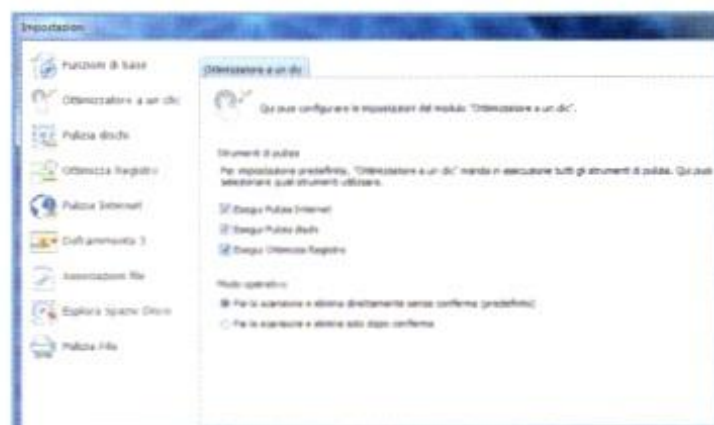 Impostazioni
Funzioni di base
Ottimizzatore a un clic
Pulizia dischi
Ottimizza Registro
Pulizia Internet
Deframmenta 3
Associazioni file
Esplora Spazio Disco
Pulizia File
Ottimizzatore a un clic
Qui puoi configurare le impostazioni del modulo "Ottimizzatore a un clic".
Strumenti di pulizia
Per impostazione predefinita, "Ottimizzatore a un clic" manda in esecuzione tutti gli strumenti di pulizia. Qui puoi
selezionare quali strumenti utilizzare.
Esegui Pulizia Internet
Esegui Pulizia dischi
Esegui Ottimizza Registro
Modo operativo
Fai la scansione e elimina direttamente senza conferma (predefinito)
Fai la scansione e elimina solo dopo conferma